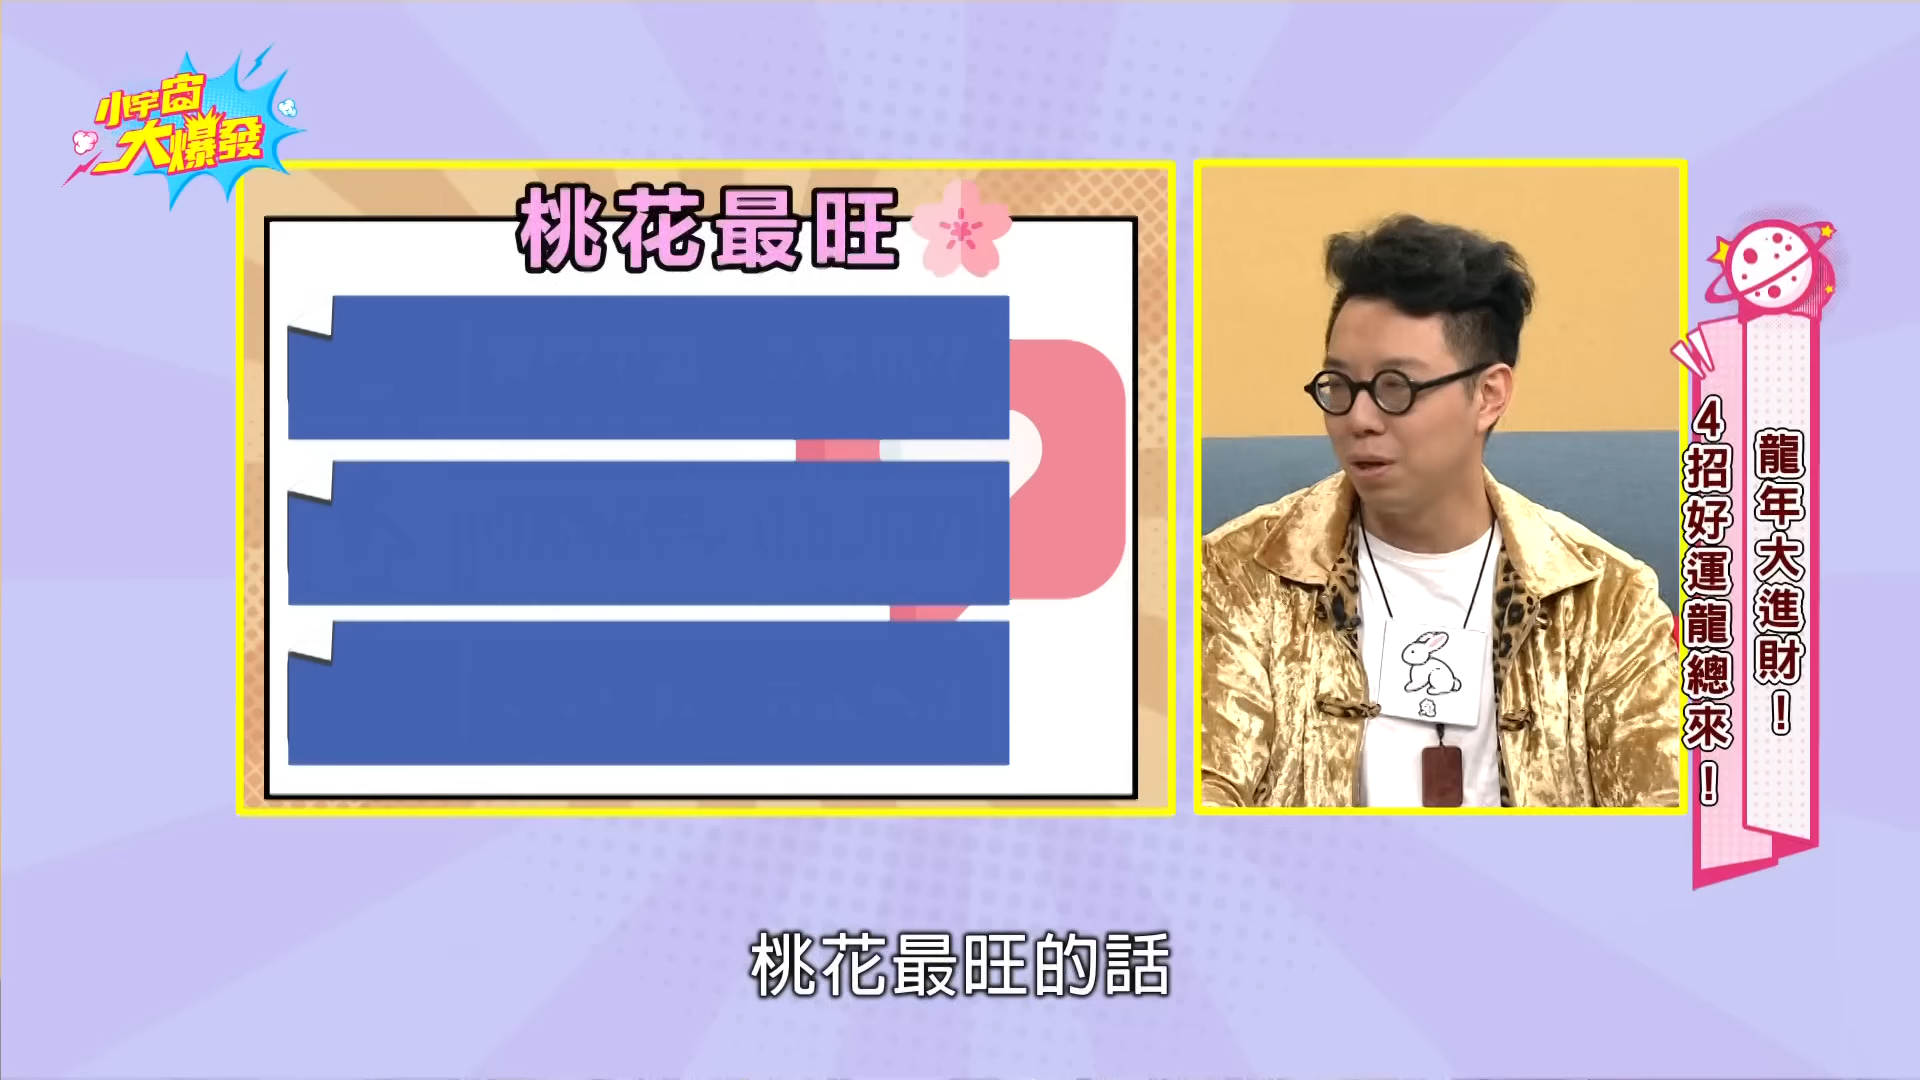 小宇宙
大爆發
桃花最旺
龍年大進財！
4招好運龍總來！
兔
桃花最旺的話